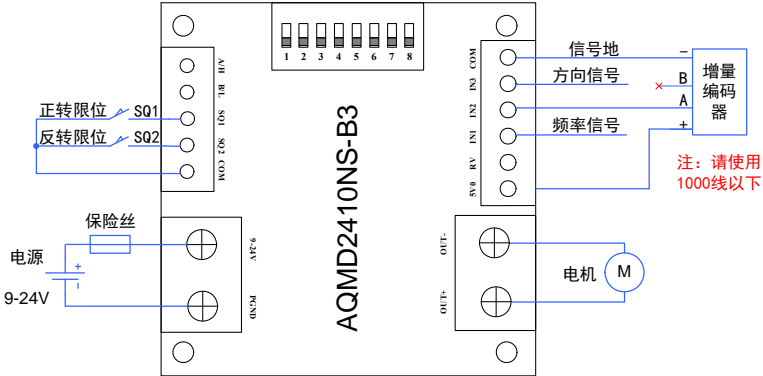 1 2 3 4 5 6 7 8
A/H
B/L
SQ1
SQ2
COM
正转限位 SQ1
反转限位 SQ2
AQMD2410NS-B3
COM
IN3
IN2
IN1
RV
5V0
信号地
方向信号
频率信号
-
B
A
+
增量
编码
器
注：请使用
1000线以下
保险丝
电源
+
-
9-24V
9-24V
PGND
OUT-
OUT+
电机
M